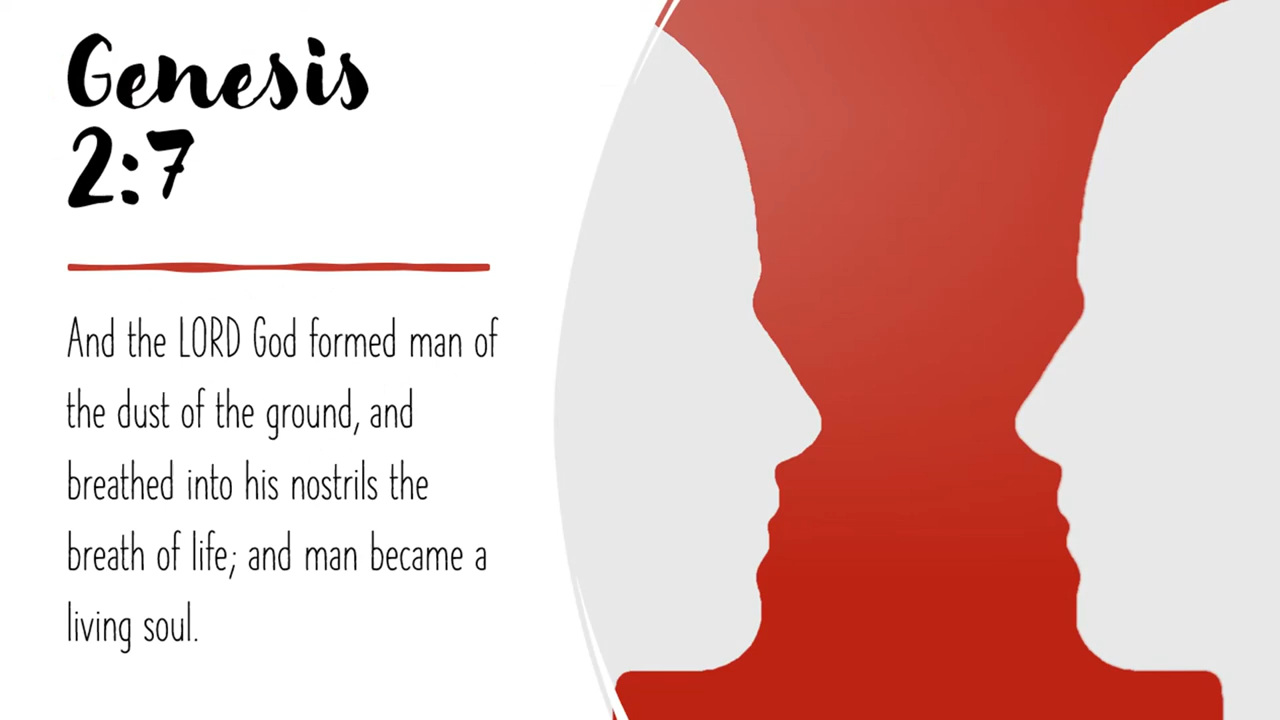 Genesis
2:7
And the LORD God formed man of
the dust of the ground, and
breathed into his nostrils the
breath of life; and man became a
living soul.